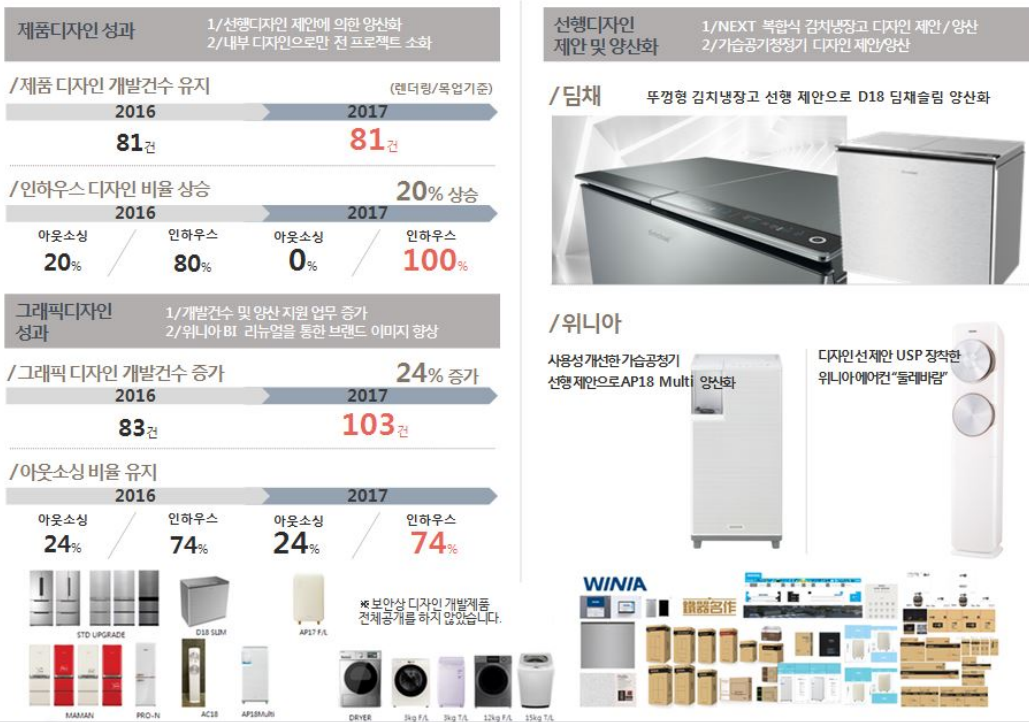 제품디자인 성과
1/선행디자인 제안에 의한 양산화
2/내부 디자인으로만 전 프로젝트 소화
/제품 디자인 개발건수 유지
(렌더링/목업기준)
2016
2017
81건
81건
/인하우스 디자인 비율 상승
20% 상승
2016
2017
아웃소싱
인하우스
아웃소싱
인하우스
20%
80%
0%
100%
그래픽디자인
성과
1/개발건수 및 양산 지원 업무 증가
2/위니아 BI 리뉴얼을 통한 브랜드 이미지 향상
/그래픽 디자인 개발건수 증가
24% 증가
2016
2017
83건
103건
/아웃소싱 비율 유지
2016
2017
아웃소싱
인하우스
아웃소싱
인하우스
24%
74%
24%
74%
STD UPGRADE
D18 SLIM
AP17 F/L
※보안상 디자인 개발제품
전체공개를 하지 않았습니다.
MAMAN
PRO-N
AC18
AP18Multi
DRYER
3kg F/L
3kg T/L
12kg F/L
15kg T/L
선행디자인
제안 및 양산화
1/NEXT 복합식 김치냉장고 디자인 제안/양산
2/가습공기청정기 디자인 제안/양산
/딤채
뚜껑형 김치냉장고 선행 제안으로 D18 딤채슬림 양산화
/위니아
사용성 개선한 가습공청기
선행 제안으로 AP18 Multi 양산화
디자인 선 제안 USP 장착한
위니아 에어컨 “둘레바람”
WINIA
鐵器名作